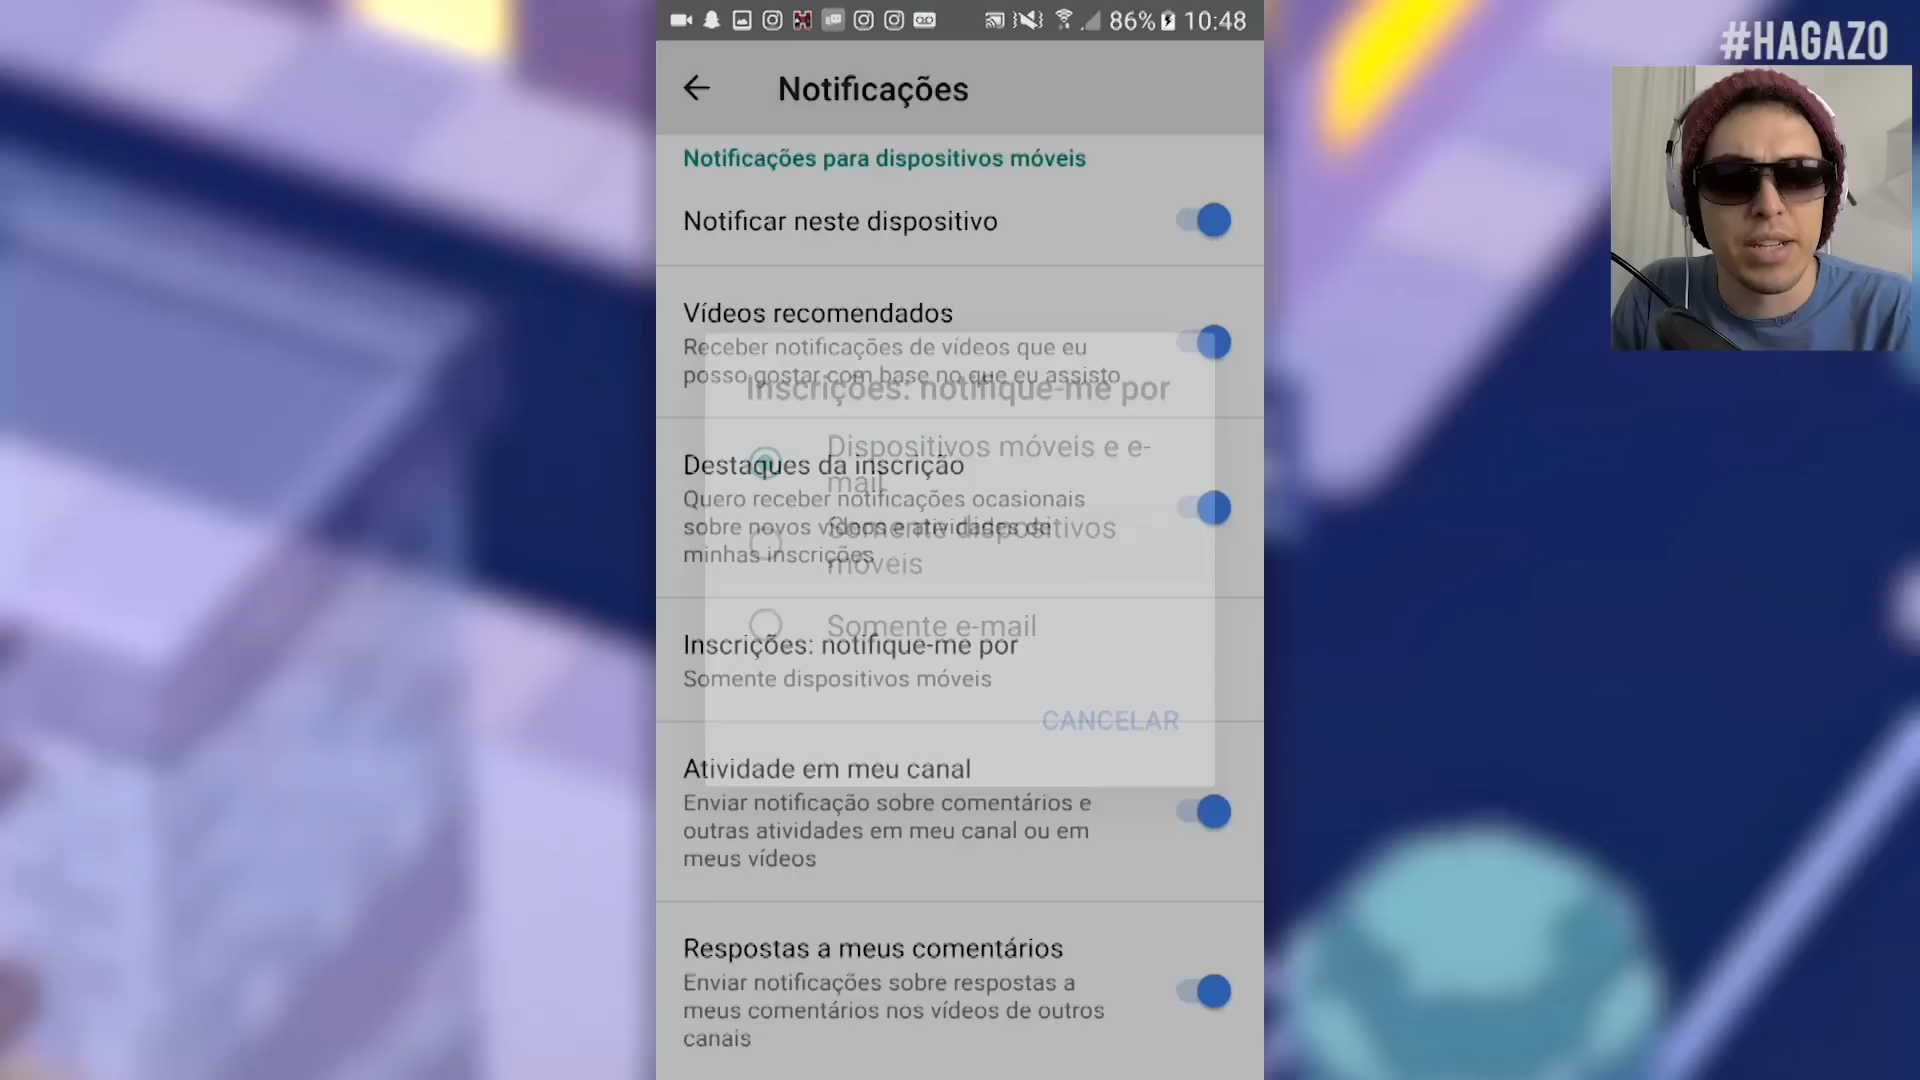 86% 10:48
#HAGAZO
Notificações
Notificações para dispositivos móveis
Notificar neste dispositivo
Vídeos recomendados
Receber notificações de vídeos que eu
posso gostar com base no que eu assisto
Inscrições: notifique-me por
Dispositivos móveis e e-
mail
Destaques da inscrição
Quero receber notificações ocasionais
sobre novos vídeos e atividades de
minhas inscrições
Somente dispositivos
móveis
Somente e-mail
Inscrições: notifique-me por
Somente dispositivos móveis
CANCELAR
Atividade em meu canal
Enviar notificação sobre comentários e
outras atividades em meu canal ou em
meus vídeos
Respostas a meus comentários
Enviar notificações sobre respostas a
meus comentários nos vídeos de outros
canais